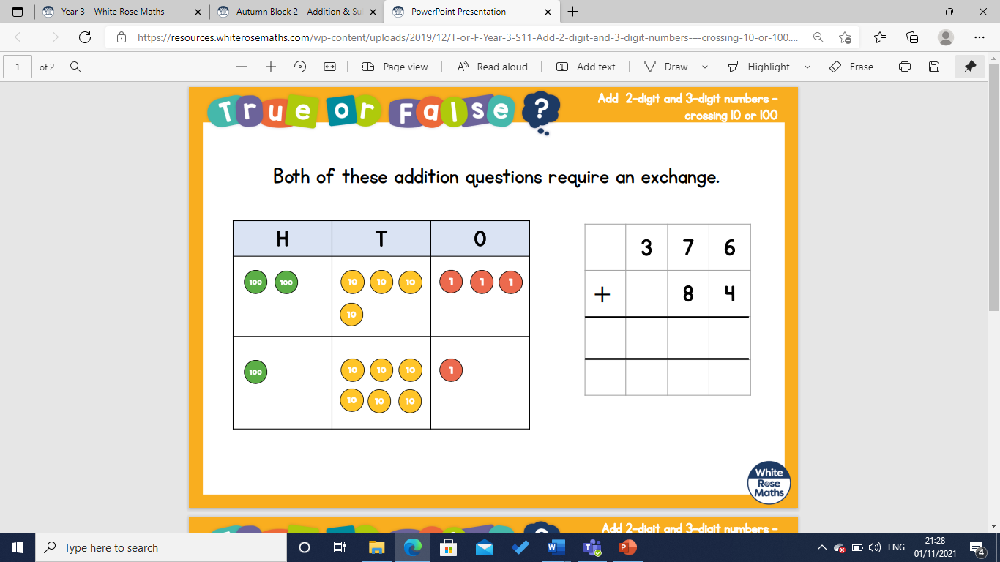 Year 3 – White Rose Maths
Autumn Block 2 – Addition & Su
PowerPoint Presentation
https://resources.whiterosemaths.com/wp-content/uploads/2019/12/T-or-F-Year-3-S11-Add-2-digit-and-3-digit-numbers-–-crossing-10-or-100....
1 of 2
Page view
Read aloud
Add text
Draw
Highlight
Erase
True or False ?
Add 2-digit and 3-digit numbers -
crossing 10 or 100
Both of these addition questions require an exchange.
H T O
100 100 10 10 10 1 1 1
10
100 10 10 10 1
10 10 10
3 7 6
+ 8 4
White
Rose
Maths
Add 2-digit and 3-digit numbers -
Type here to search
ENG
21:28
01/11/2021
4